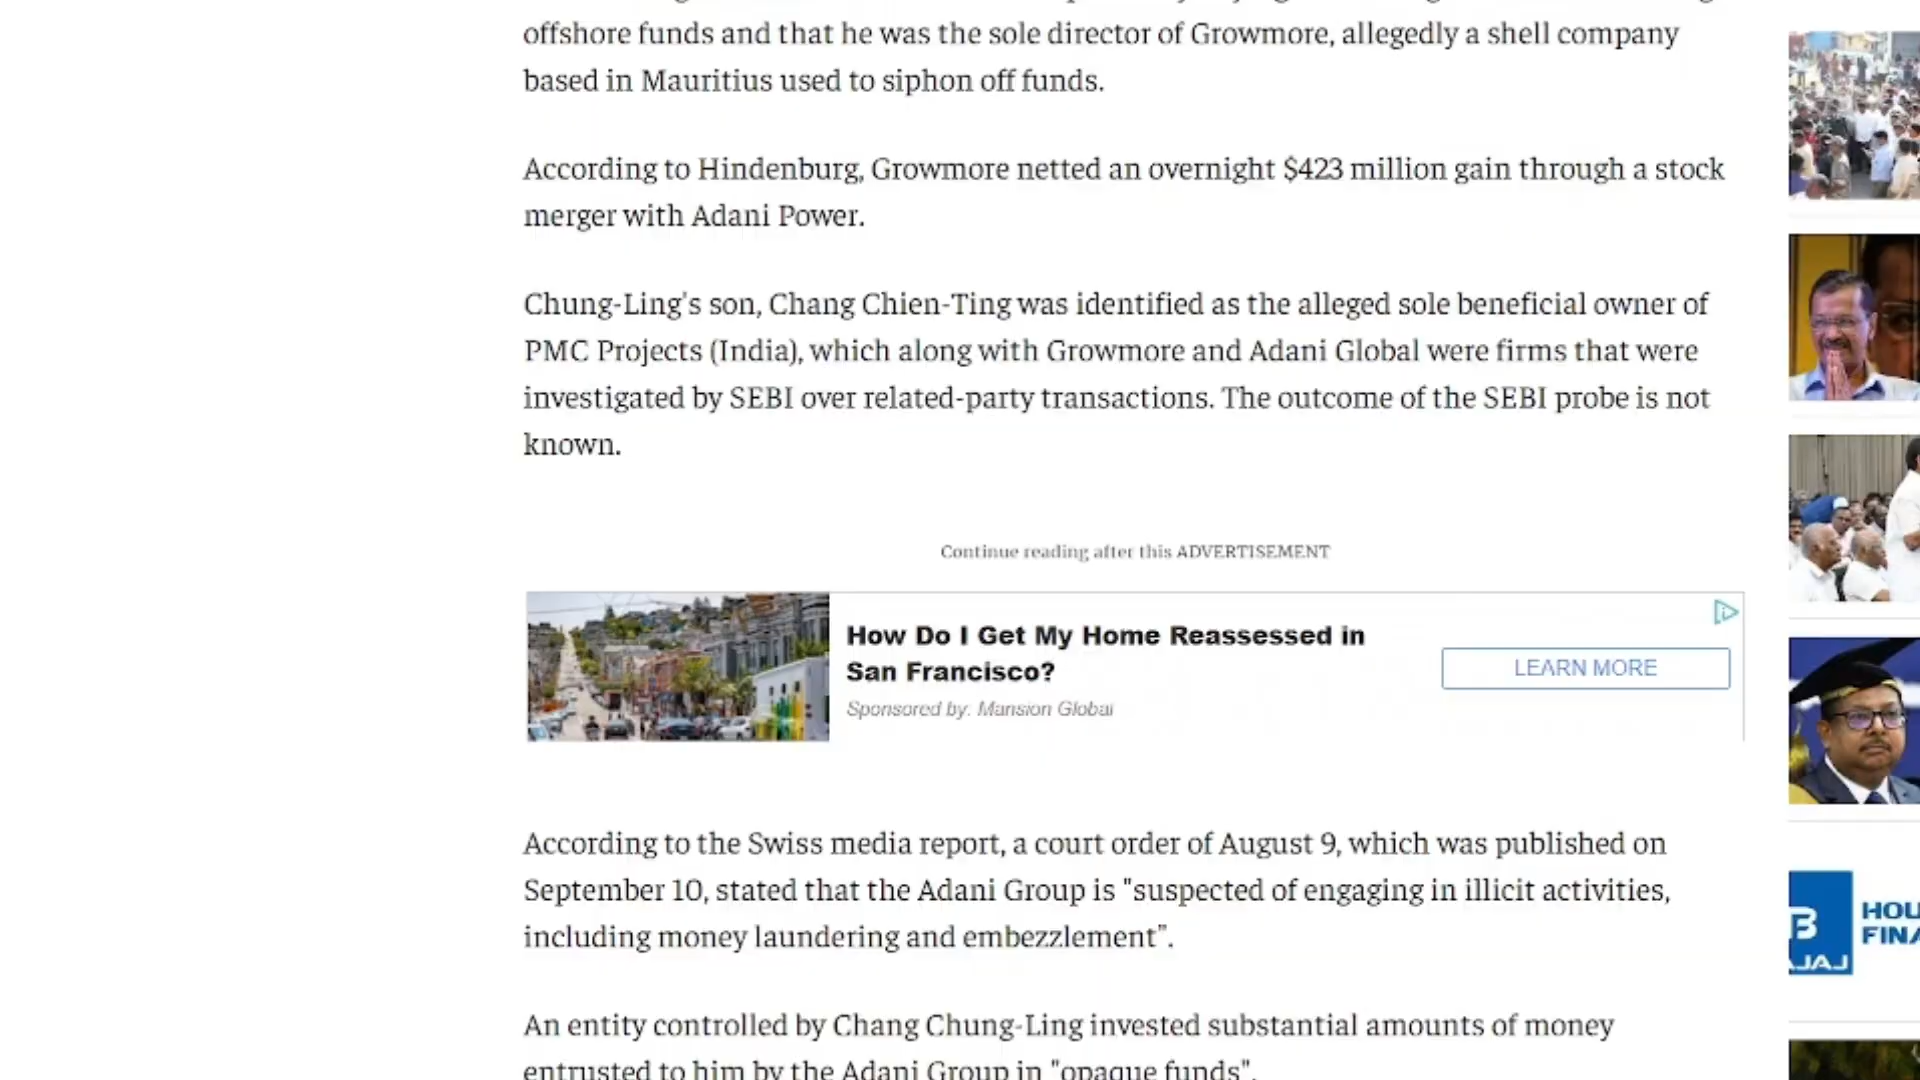 offshore funds and that he was the sole director of Growmore, allegedly a shell company
based in Mauritius used to siphon off funds.
According to Hindenburg, Growmore netted an overnight $423 million gain through a stock
merger with Adani Power.
Chung-Ling's son, Chang Chien-Ting was identified as the alleged sole beneficial owner of
PMC Projects (India), which along with Growmore and Adani Global were firms that were
investigated by SEBI over related-party transactions. The outcome of the SEBI probe is not
known.
Continue reading after this ADVERTISEMENT
How Do I Get My Home Reassessed in
San Francisco?
Sponsored by: Mansion Global
LEARN MORE
According to the Swiss media report, a court order of August 9, which was published on
September 10, stated that the Adani Group is "suspected of engaging in illicit activities,
including money laundering and embezzlement".
An entity controlled by Chang Chung-Ling invested substantial amounts of money
entrusted to him by the Adani Group in "opaque funds".